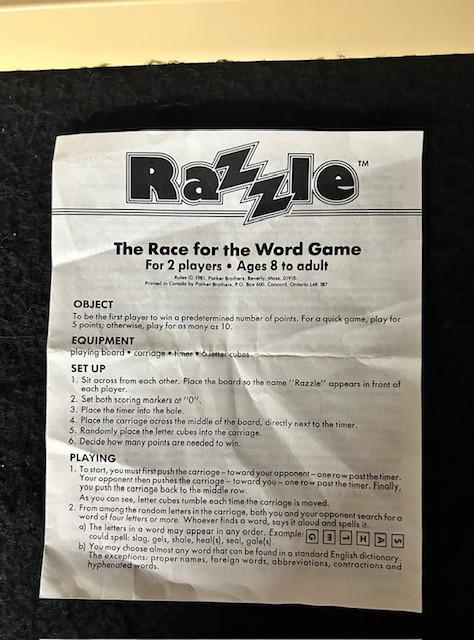 Razzle™
The Race for the Word Game
For 2 players • Ages 8 to adult
Rules © 1981, Parker Brothers, Beverly, Mass. 01915.
Printed in Canada by Parker Brothers, P.O. Box 600, Concord, Ontario L4K 1B7
OBJECT
To be the first player to win a predetermined number of points. For a quick game, play for
5 points; otherwise, play for as many as 10.
EQUIPMENT
playing board • carriage • timer • 6 letter cubes
SET UP
1. Sit across from each other. Place the board so the name "Razzle" appears in front of
each player.
2. Set both scoring markers at "0".
3. Place the timer into the hole.
4. Place the carriage across the middle of the board, directly next to the timer.
5. Randomly place the letter cubes into the carriage.
6. Decide how many points are needed to win.
PLAYING
1. To start, you must first push the carriage – toward your opponent – one row past the timer.
Your opponent then pushes the carriage – toward you – one row past the timer. Finally,
you push the carriage back to the middle row.
As you can see, letter cubes tumble each time the carriage is moved.
2. From among the random letters in the carriage, both you and your opponent search for a
word of four letters or more. Whoever finds a word, says it aloud and spells it.
a) The letters in a word may appear in any order. Example: G E L H A S
could spell: slag, gels, shale, heal(s), seal, gale(s).
b) You may choose almost any word that can be found in a standard English dictionary.
The exceptions: proper names, foreign words, abbreviations, contractions and
hyphenated words.